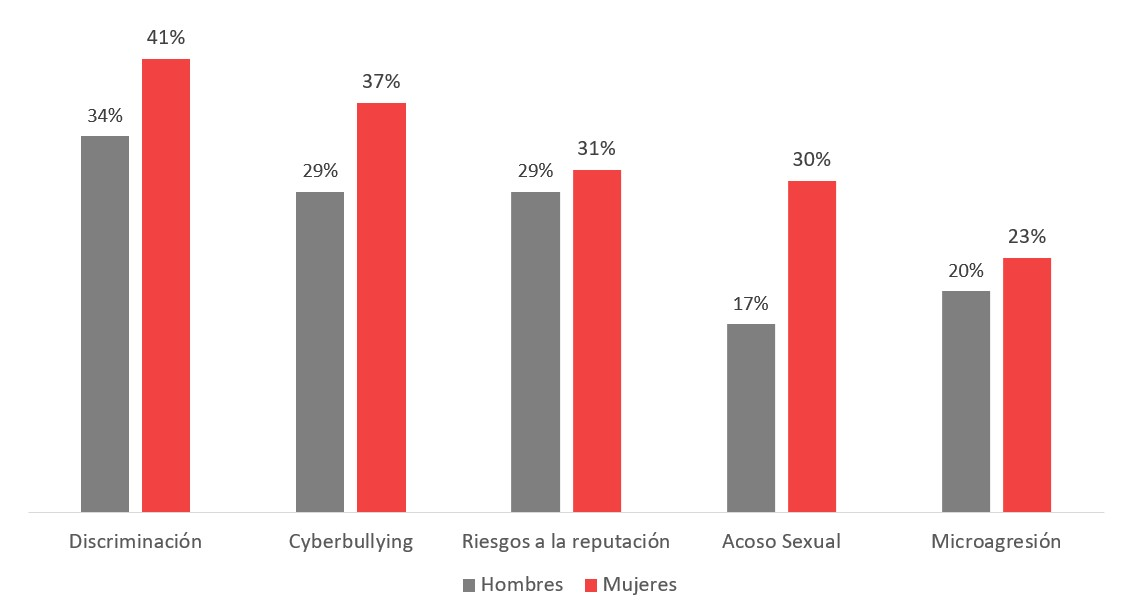 41%
34%
37%
29%
29%
31%
30%
17%
23%
20%
Discriminación
Cyberbullying
Riesgos a la reputación
Acoso Sexual
Microagresión
Hombres
Mujeres